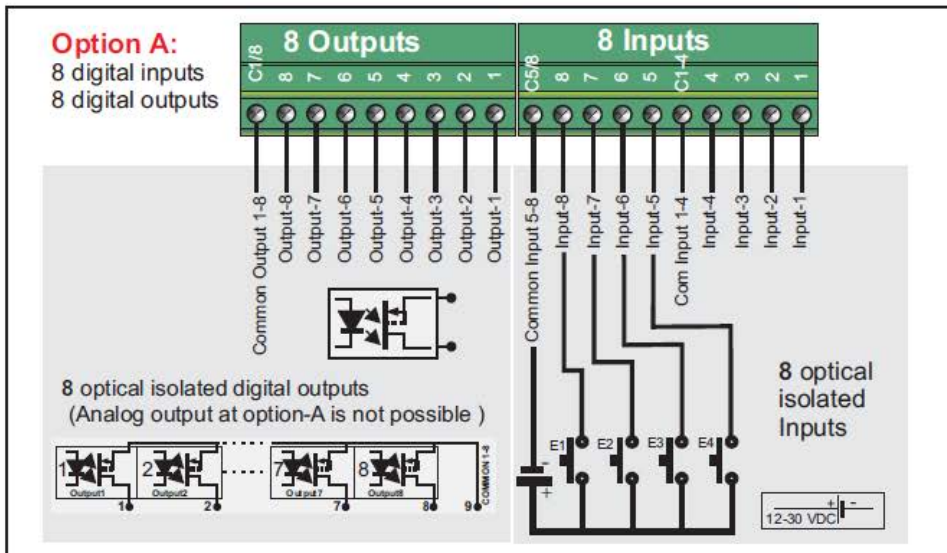 Option A:
8 digital inputs
8 digital outputs
8 Outputs
C1/8 8 7 6 5 4 3 2 1
8 Inputs
C5/8 8 7 6 5 C1-4 4 3 2 1
Common Output 1-8
Output-8
Output-7
Output-6
Output-5
Output-4
Output-3
Output-2
Output-1
Common Input 5-8
Input-8
Input-7
Input-6
Input-5
Com Input 1-4
Input-4
Input-3
Input-2
Input-1
8 optical isolated digital outputs
(Analog output at option-A is not possible )
1 2 7 8
Output1 Output2 Output7 Output8
COMMON 1-8
1 2 7 8 9
E1 E2 E3 E4
- +
8 optical
isolated
Inputs
+ -
12-30 VDC